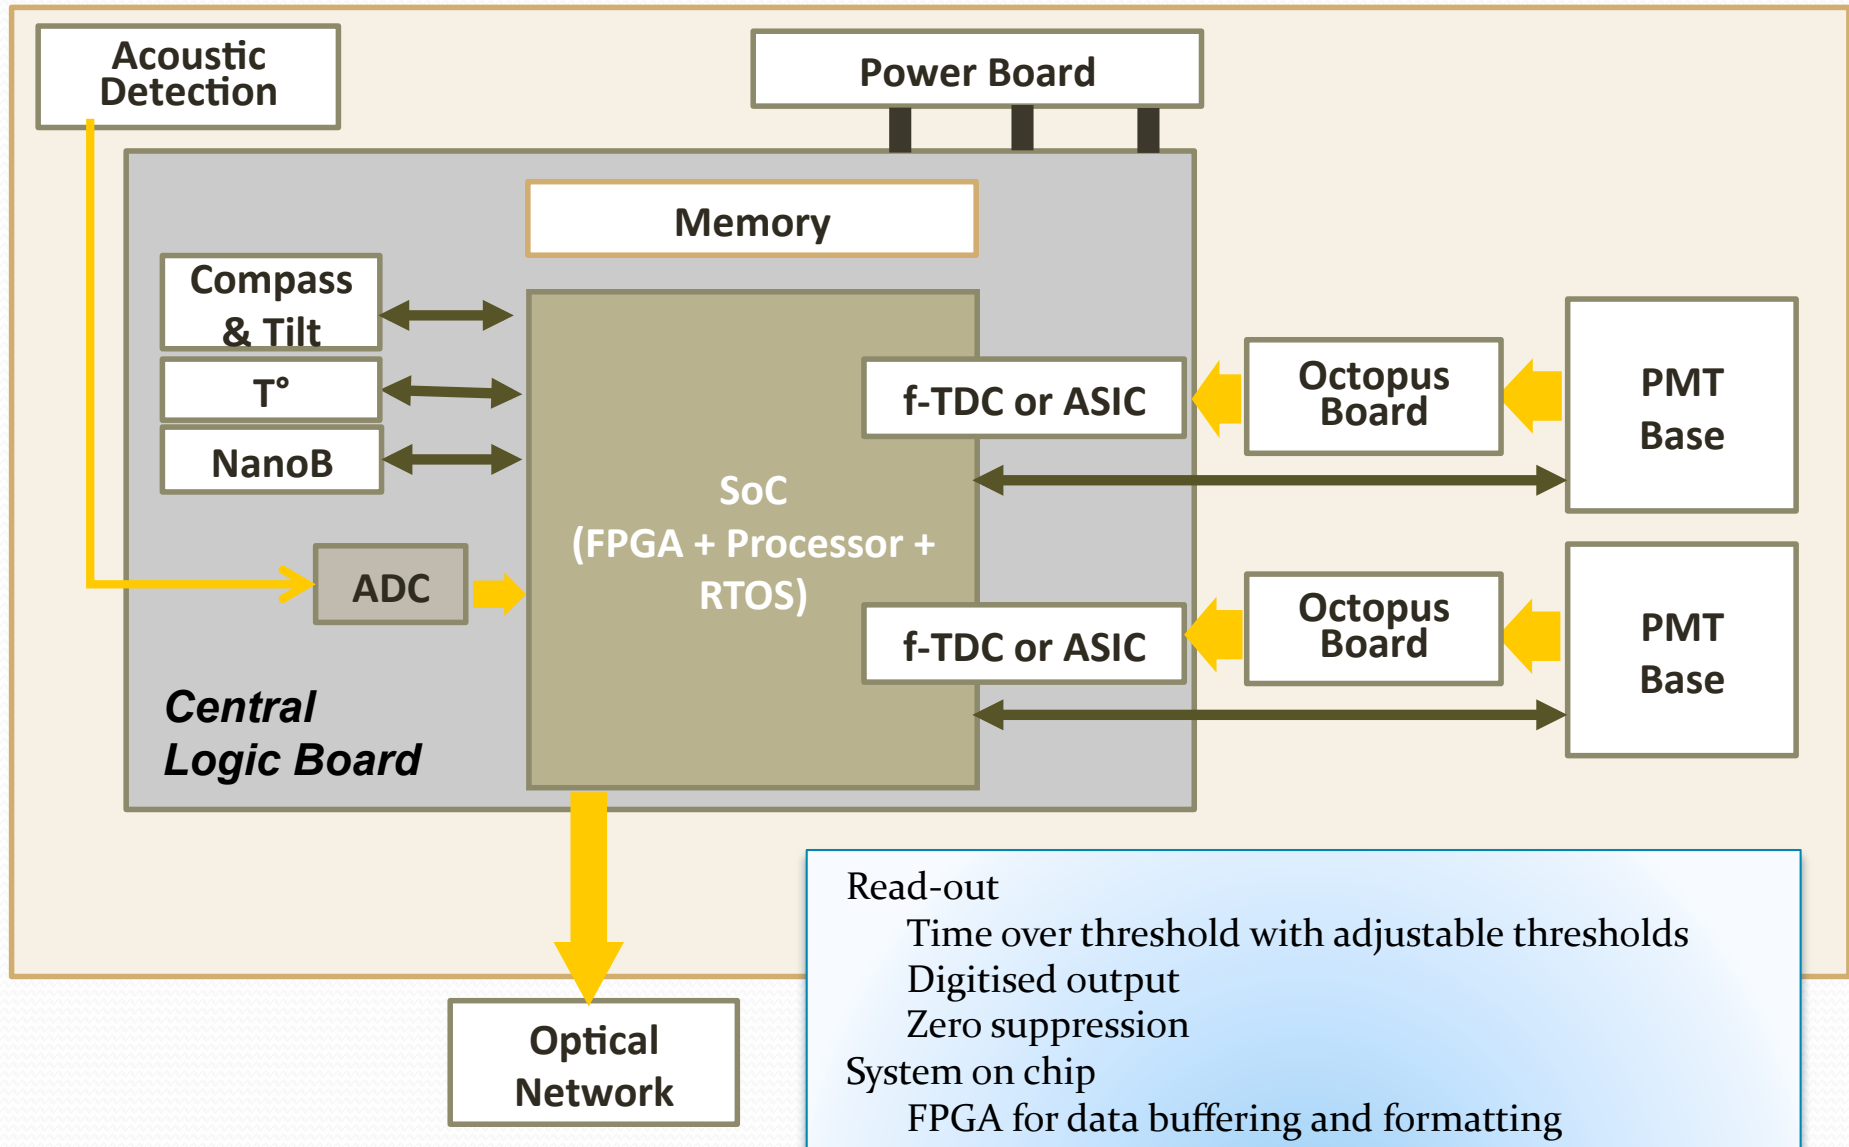 Acoustic
Detection
Power Board
Memory
Compass
& Tilt
T°
NanoB
ADC
SoC
(FPGA + Processor +
RTOS)
f-TDC or ASIC
Octopus
Board
PMT
Base
f-TDC or ASIC
Octopus
Board
PMT
Base
Central
Logic Board
Optical
Network
Read-out
Time over threshold with adjustable thresholds
Digitised output
Zero suppression
System on chip
FPGA for data buffering and formatting